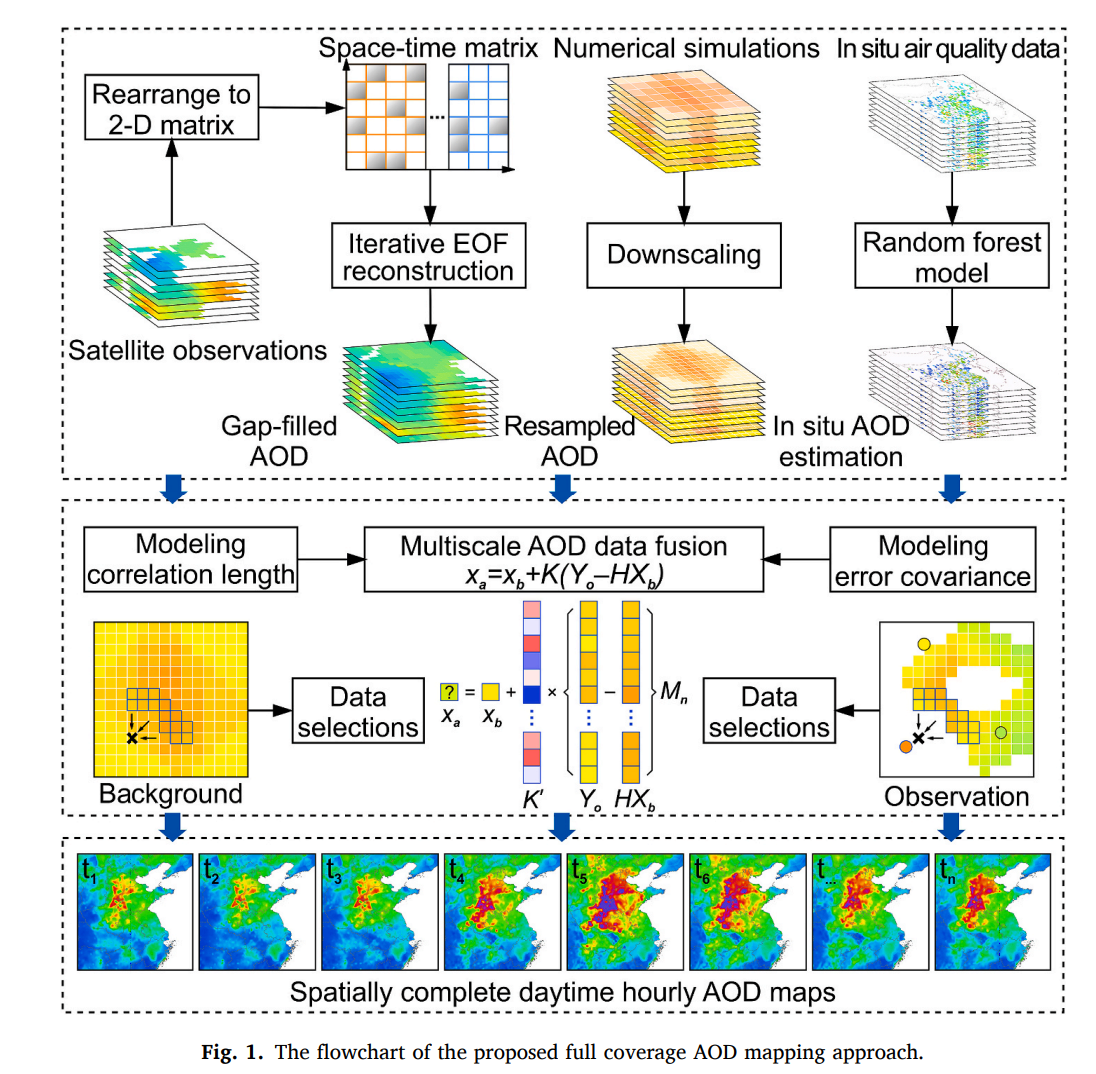 Space-time matrix
Numerical simulations
In situ air quality data
Rearrange to
2-D matrix
...
Iterative EOF
reconstruction
Downscaling
Random forest
model
Satellite observations
Gap-filled
AOD
Resampled
AOD
In situ AOD
estimation
Modeling
correlation length
Multiscale AOD data fusion
xₐ=x_b+K(Yₒ–HX_b)
Modeling
error covariance
Data
selections
? = + × { – } Mₙ
xₐ x_b
K' Yₒ HX_b
Data
selections
Background
Observation
t₁ t₂ t₃ t₄ t₅ t₆ t... tₙ
Spatially complete daytime hourly AOD maps
Fig. 1. The flowchart of the proposed full coverage AOD mapping approach.